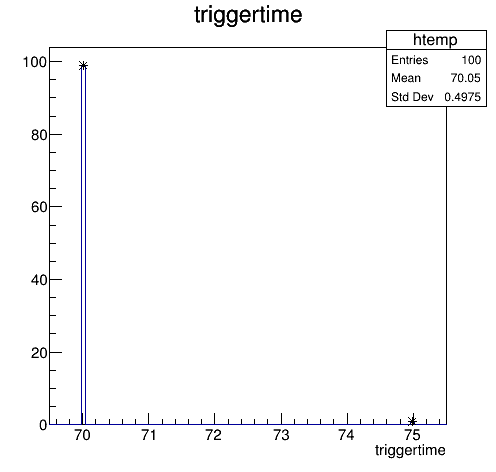 triggertime
htemp
Entries 100
Mean 70.05
Std Dev 0.4975
100
80
60
40
20
0
70 71 72 73 74 75
triggertime